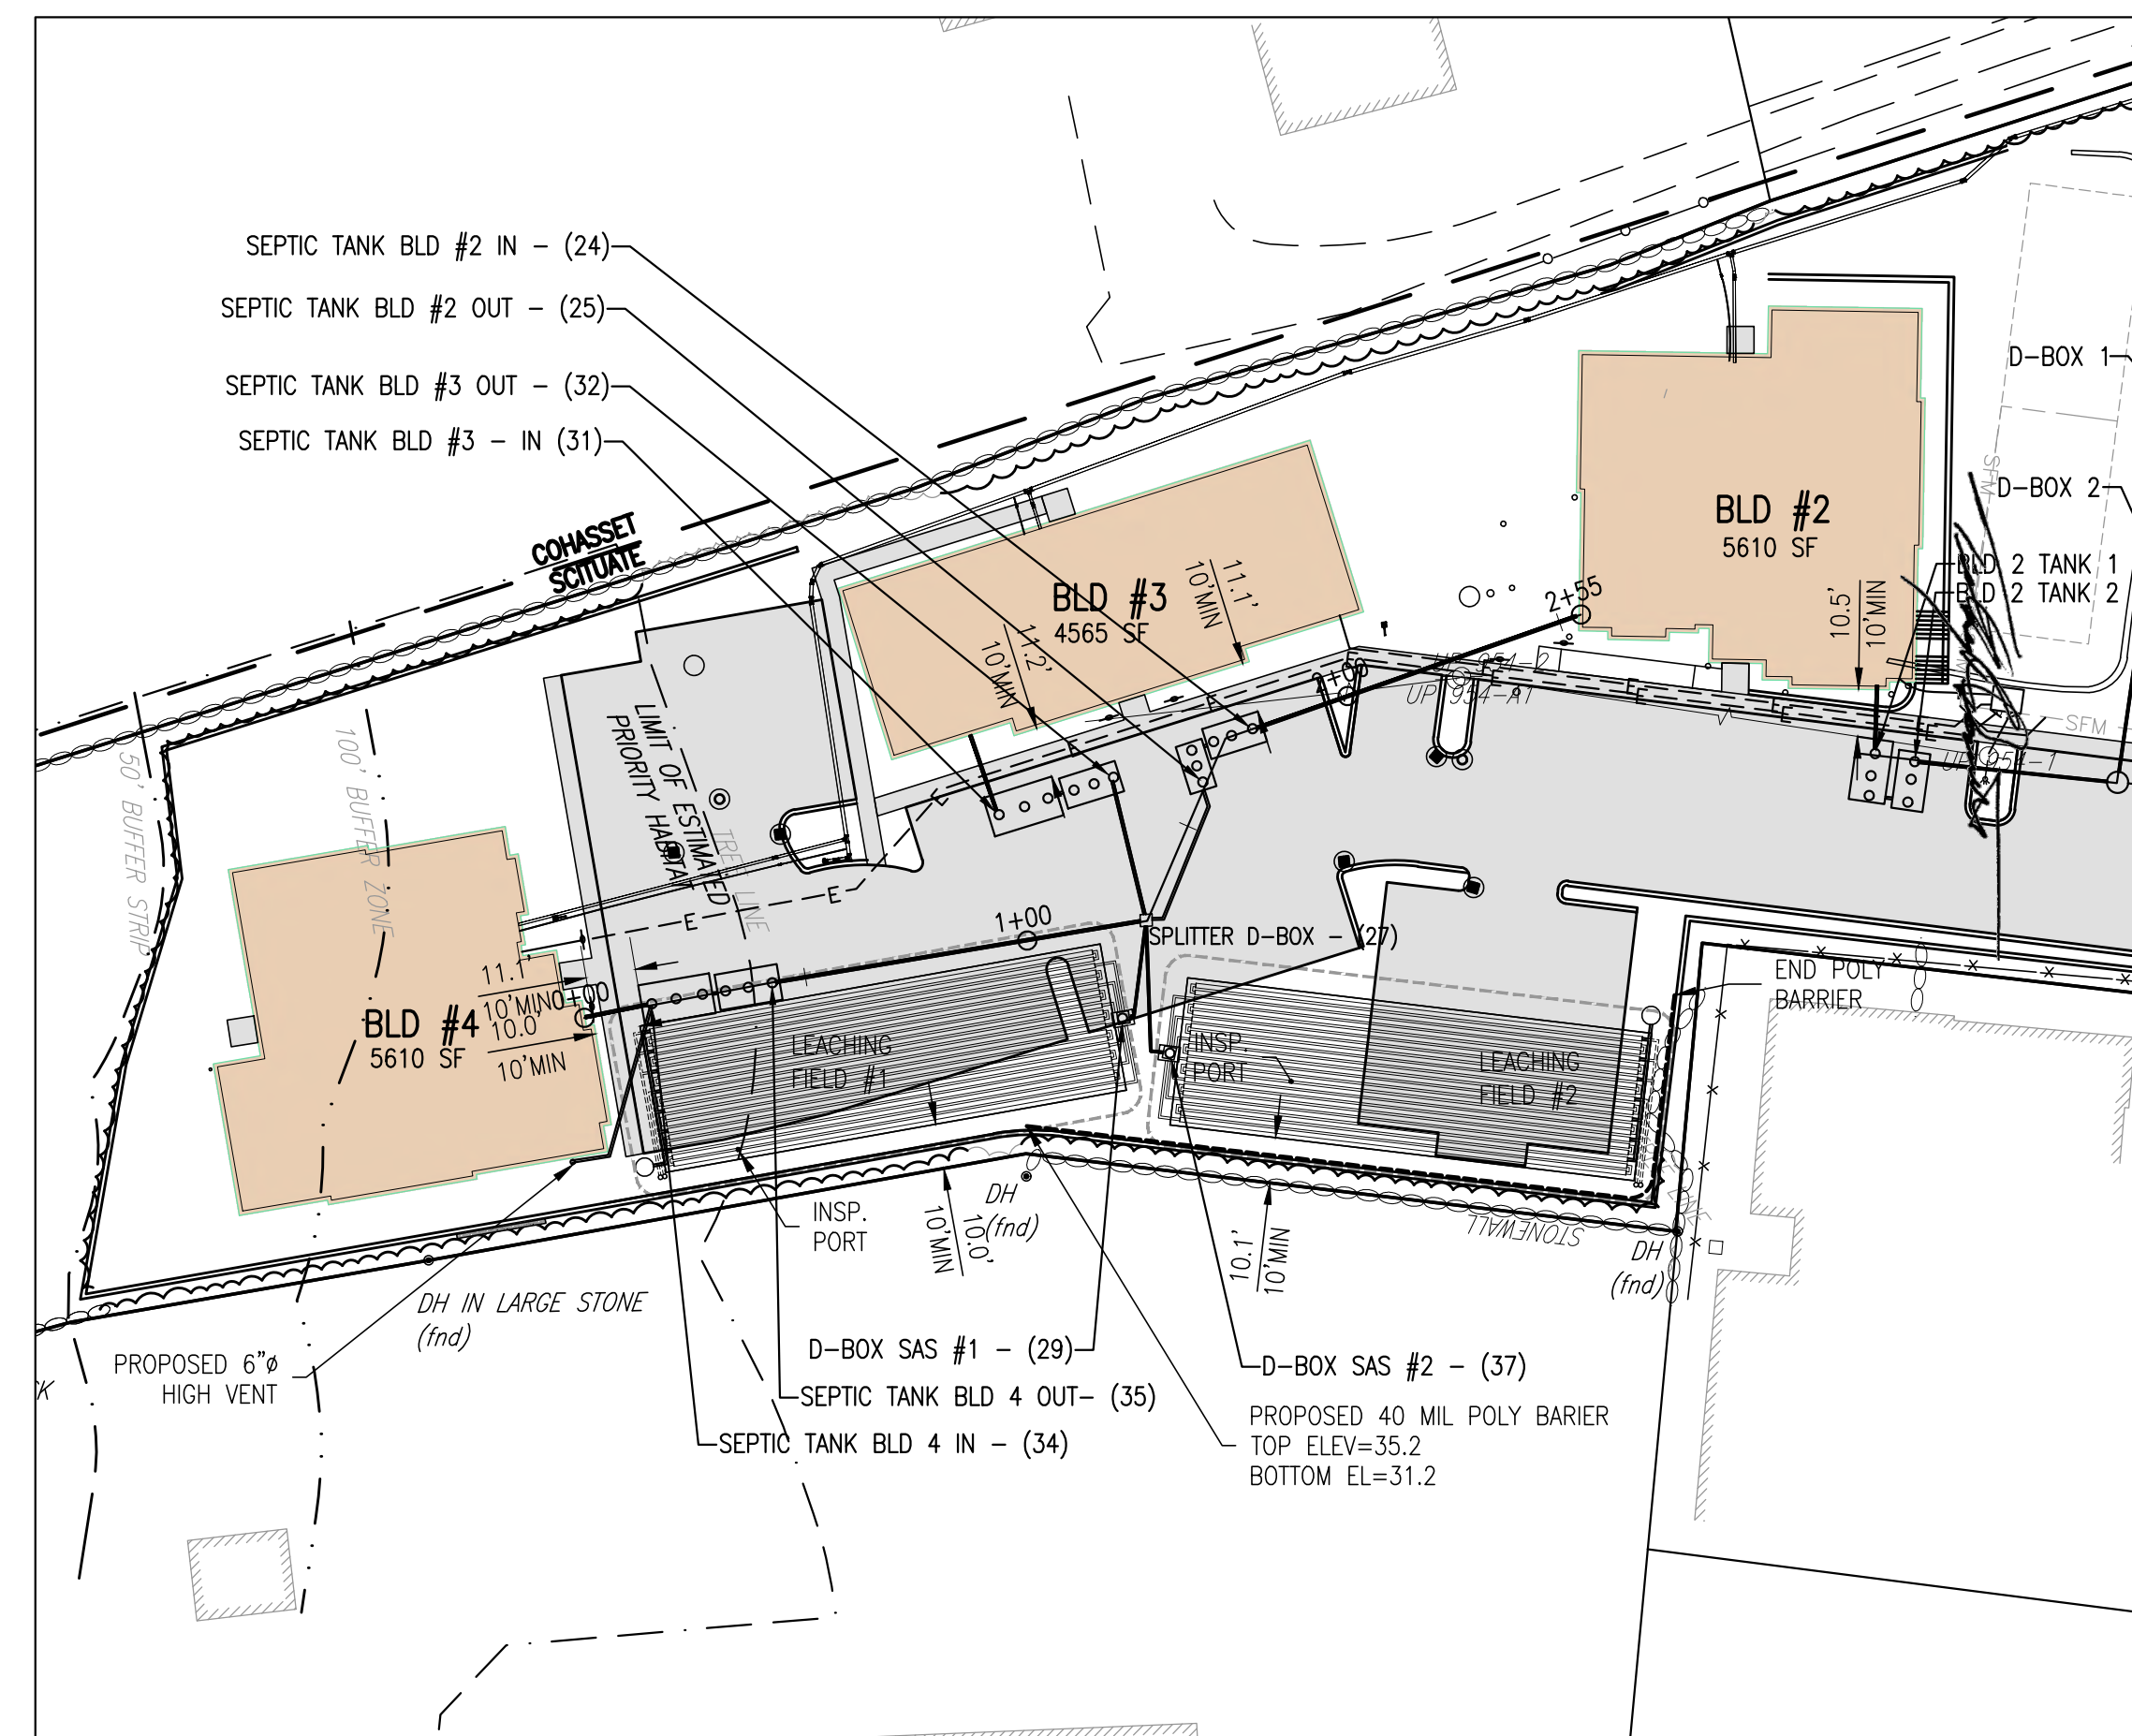 SEPTIC TANK BLD #2 IN - (24)
SEPTIC TANK BLD #2 OUT - (25)
SEPTIC TANK BLD #3 OUT - (32)
SEPTIC TANK BLD #3 - IN (31)
COHASSET
SCITUATE
D-BOX 1
D-BOX 2
SFM
BLD #2
5610 SF
BLD 2 TANK 1
BLD 2 TANK 2
10.5'
10'MIN
BLD #3
4565 SF
11.1'
10'MIN
11.2'
10'MIN
2+55
2+00
UP 954-2
UP 954-A1
UP 954-1
SFM
E
E
E
E
E
E
E
E
50' BUFFER STRIP
100' BUFFER ZONE
LIMIT OF ESTIMATED
PRIORITY HABITAT
TREE LINE
1+00
SPLITTER D-BOX - (27)
END POLY
BARRIER
11.1'
10'MIN
0+00
10.0'
10'MIN
BLD #4
5610 SF
LEACHING
FIELD #1
INSP.
PORT
LEACHING
FIELD #2
INSP.
PORT
10.0'
10'MIN
DH
(fnd)
10.1'
10'MIN
STONEWALL
DH
(fnd)
DH IN LARGE STONE
(fnd)
PROPOSED 6"ø
HIGH VENT
D-BOX SAS #1 - (29)
SEPTIC TANK BLD 4 OUT- (35)
SEPTIC TANK BLD 4 IN - (34)
D-BOX SAS #2 - (37)
PROPOSED 40 MIL POLY BARIER
TOP ELEV=35.2
BOTTOM EL=31.2